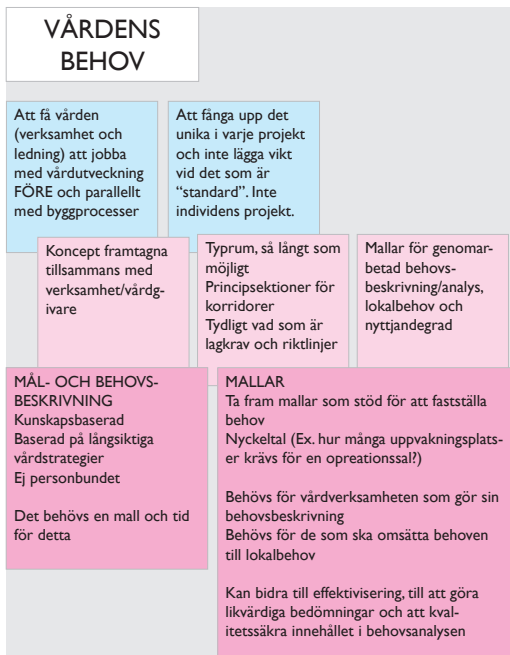 VÅRDENS
BEHOV
Att få vården
(verksamhet och
ledning) att jobba
med vårdutveckning
FÖRE och parallellt
med byggprocesser
Att fånga upp det
unika i varje projekt
och inte lägga vikt
vid det som är
“standard”. Inte
individens projekt.
Koncept framtagna
tillsammans med
verksamhet/vårdg-
ivare
Typrum, så långt som
möjligt
Principsektioner för
korridorer
Tydligt vad som är
lagkrav och riktlinjer
Mallar för genomar-
betad behovs-
beskrivning/analys,
lokalbehov och
nyttjandegrad
MÅL- OCH BEHOVS-
BESKRIVNING
Kunskapsbaserad
Baserad på långsiktiga
vårdstrategier
Ej personbundet
Det behövs en mall och tid
för detta
MALLAR
Ta fram mallar som stöd för att fastställa
behov
Nyckeltal (Ex. hur många uppvakningsplats-
er krävs för en opreationssal?)
Behövs för vårdverksamheten som gör sin
behovsbeskrivning
Behövs för de som ska omsätta behoven
till lokalbehov
Kan bidra till effektivisering, till att göra
likvärdiga bedömningar och att kval-
itetssäkra innehållet i behovsanalysen